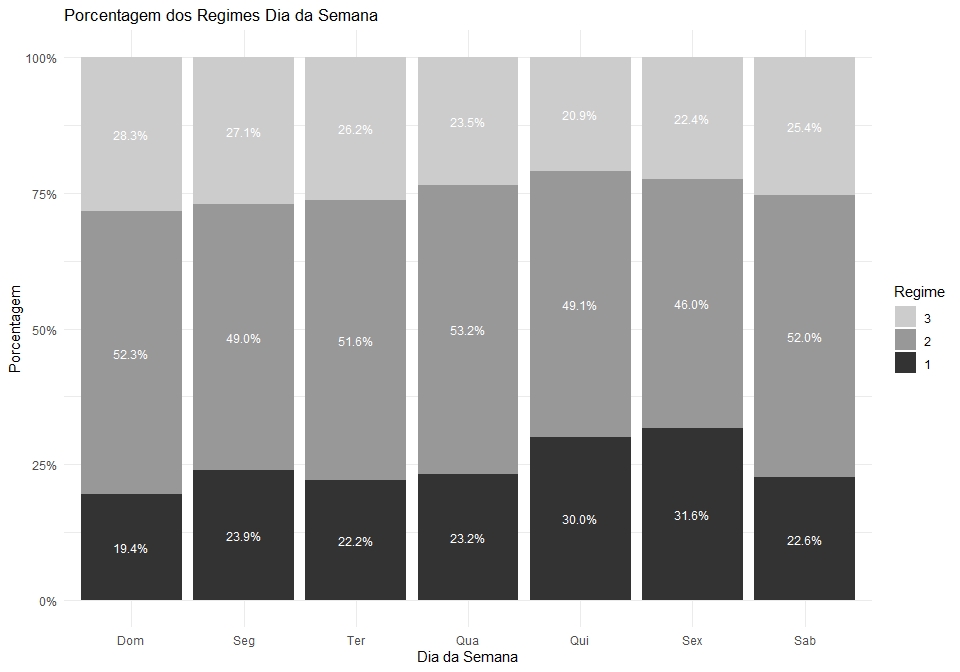 Porcentagem dos Regimes Dia da Semana
Porcentagem
100%
75%
50%
25%
0%
28.3% 27.1% 26.2% 23.5% 20.9% 22.4% 25.4%
52.3% 49.0% 51.6% 53.2% 49.1% 46.0% 52.0%
19.4% 23.9% 22.2% 23.2% 30.0% 31.6% 22.6%
Dom Seg Ter Qua Qui Sex Sab
Dia da Semana
Regime
3
2
1